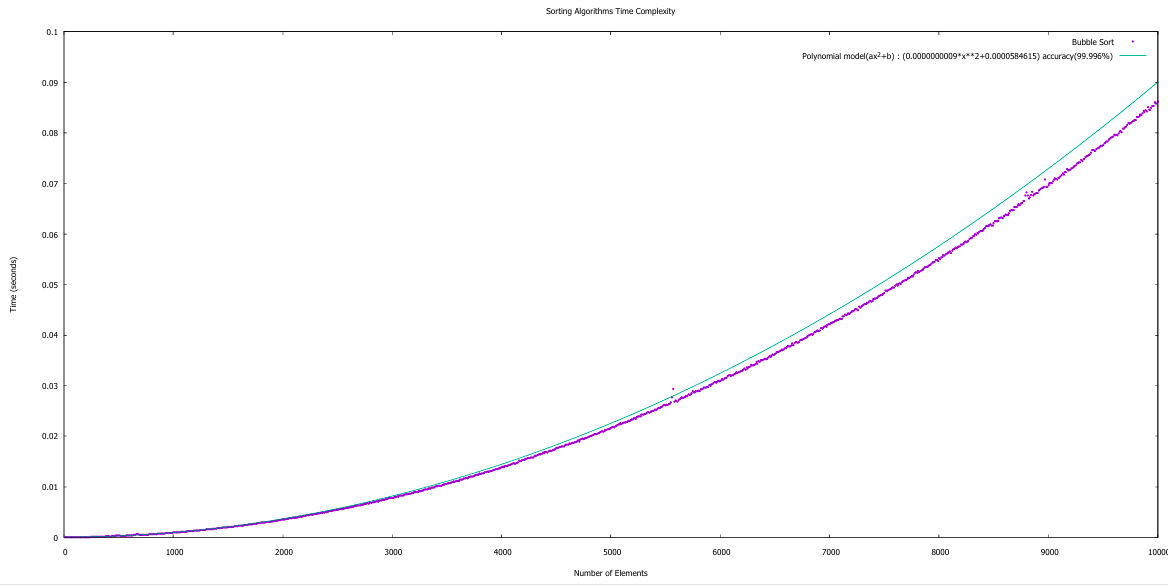 Sorting Algorithms Time Complexity
0.1
Bubble Sort
Polynomial model(ax²+b) : (0.0000000009*x**2+0.0000584615) accuracy(99.996%)
0.09
0.08
0.07
0.06
0.05
0.04
0.03
0.02
0.01
0
Time (seconds)
0 1000 2000 3000 4000 5000 6000 7000 8000 9000 10000
Number of Elements